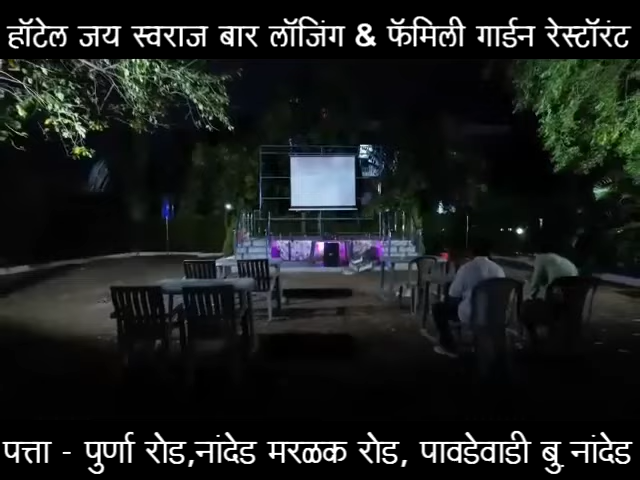 हॉटेल जय स्वराज बार लॉजिंग & फॅमिली गार्डन रेस्टॉरंट
पत्ता - पुर्णा रोड,नांदेड मरळक रोड, पावडेवाडी बु नांदेड